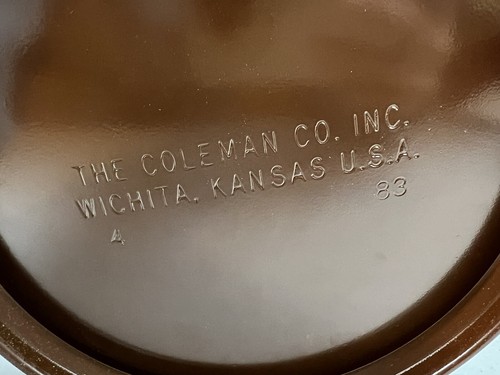 THE COLEMAN CO. INC.
WICHITA, KANSAS U.S.A.
4 83